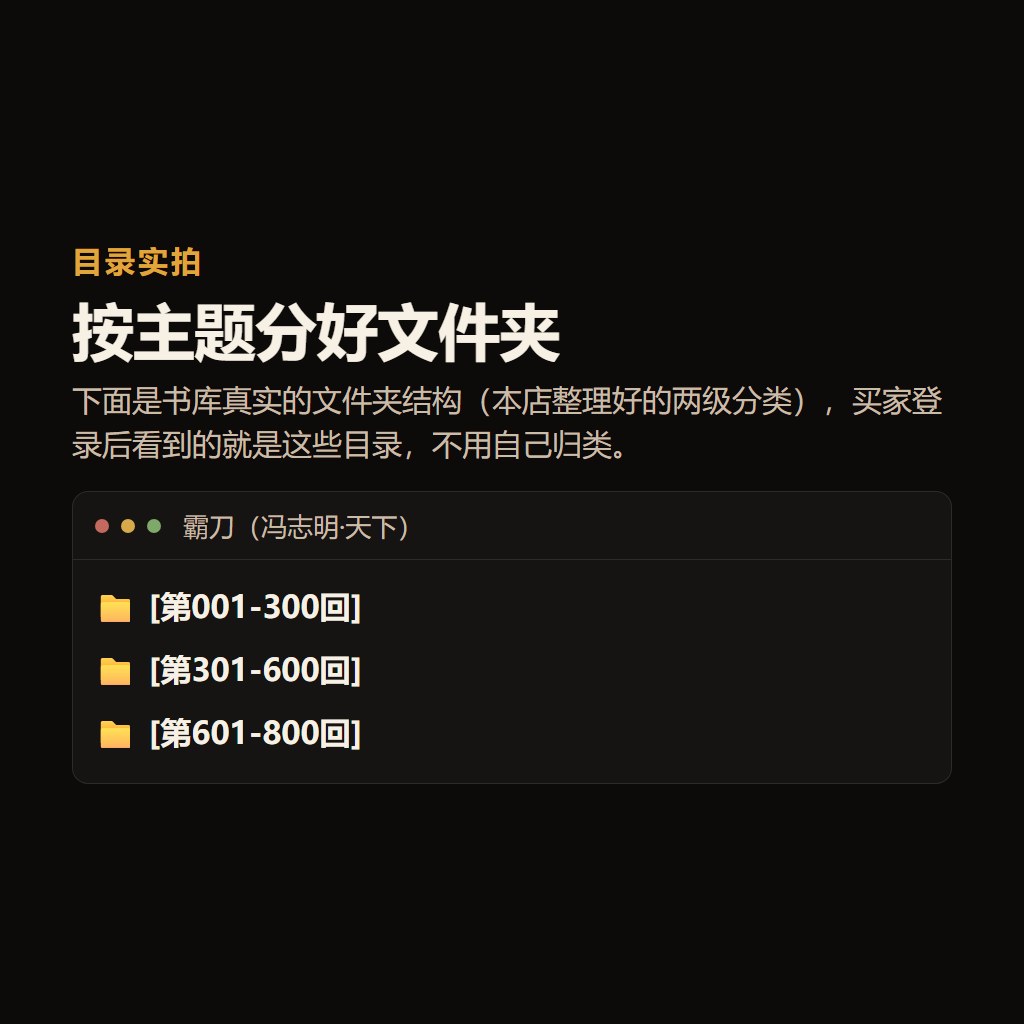 目录实拍
按主题分好文件夹
下面是书库真实的文件夹结构（本店整理好的两级分类），买家登
录后看到的就是这些目录，不用自己归类。
霸刀（冯志明·天下）
[第001-300回]
[第301-600回]
[第601-800回]